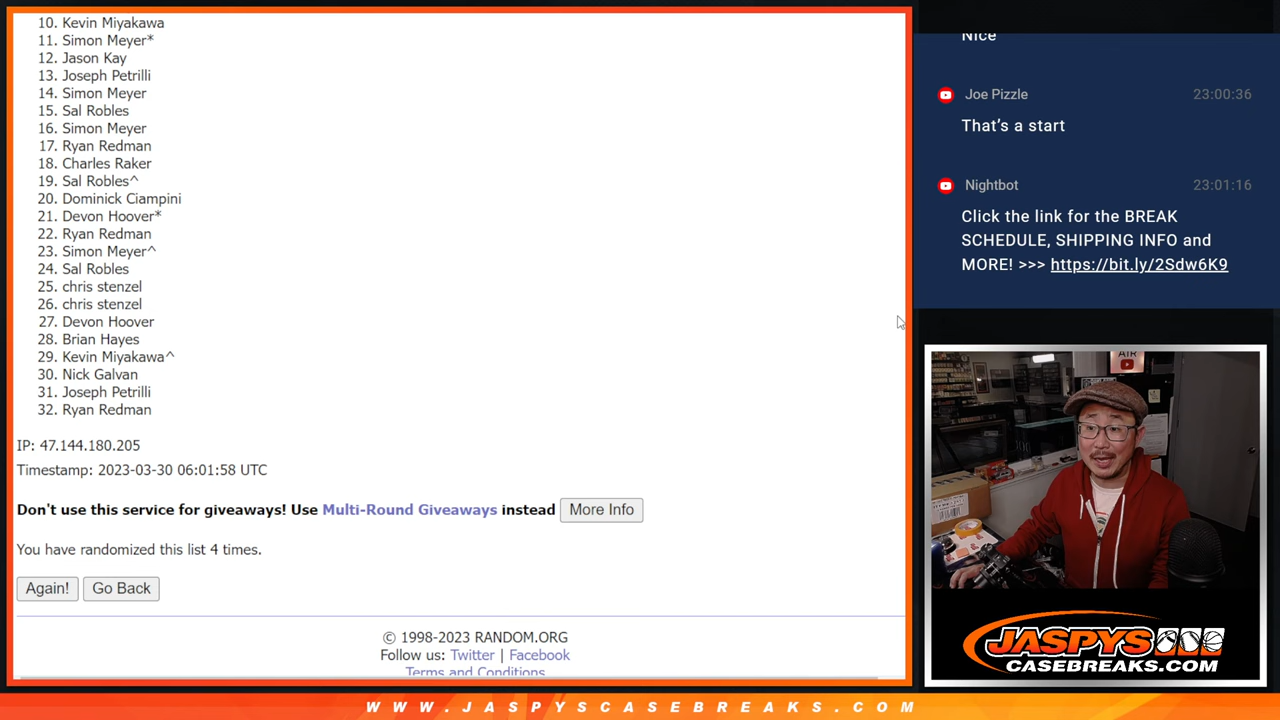 10. Kevin Miyakawa
11. Simon Meyer*
12. Jason Kay
13. Joseph Petrilli
14. Simon Meyer
15. Sal Robles
16. Simon Meyer
17. Ryan Redman
18. Charles Raker
19. Sal Robles^
20. Dominick Ciampini
21. Devon Hoover*
22. Ryan Redman
23. Simon Meyer^
24. Sal Robles
25. chris stenzel
26. chris stenzel
27. Devon Hoover
28. Brian Hayes
29. Kevin Miyakawa^
30. Nick Galvan
31. Joseph Petrilli
32. Ryan Redman
IP: 47.144.180.205
Timestamp: 2023-03-30 06:01:58 UTC
Don't use this service for giveaways! Use Multi-Round Giveaways instead More Info
You have randomized this list 4 times.
Again! Go Back
© 1998-2023 RANDOM.ORG
Follow us: Twitter | Facebook
Terms and Conditions
Nice
Joe Pizzle 23:00:36
That's a start
Nightbot 23:01:16
Click the link for the BREAK
SCHEDULE, SHIPPING INFO and
MORE! >>> https://bit.ly/2Sdw6K9
AIR
JASPYS
CASEBREAKS.COM
WWW.JASPYSCASEBREAKS.COM